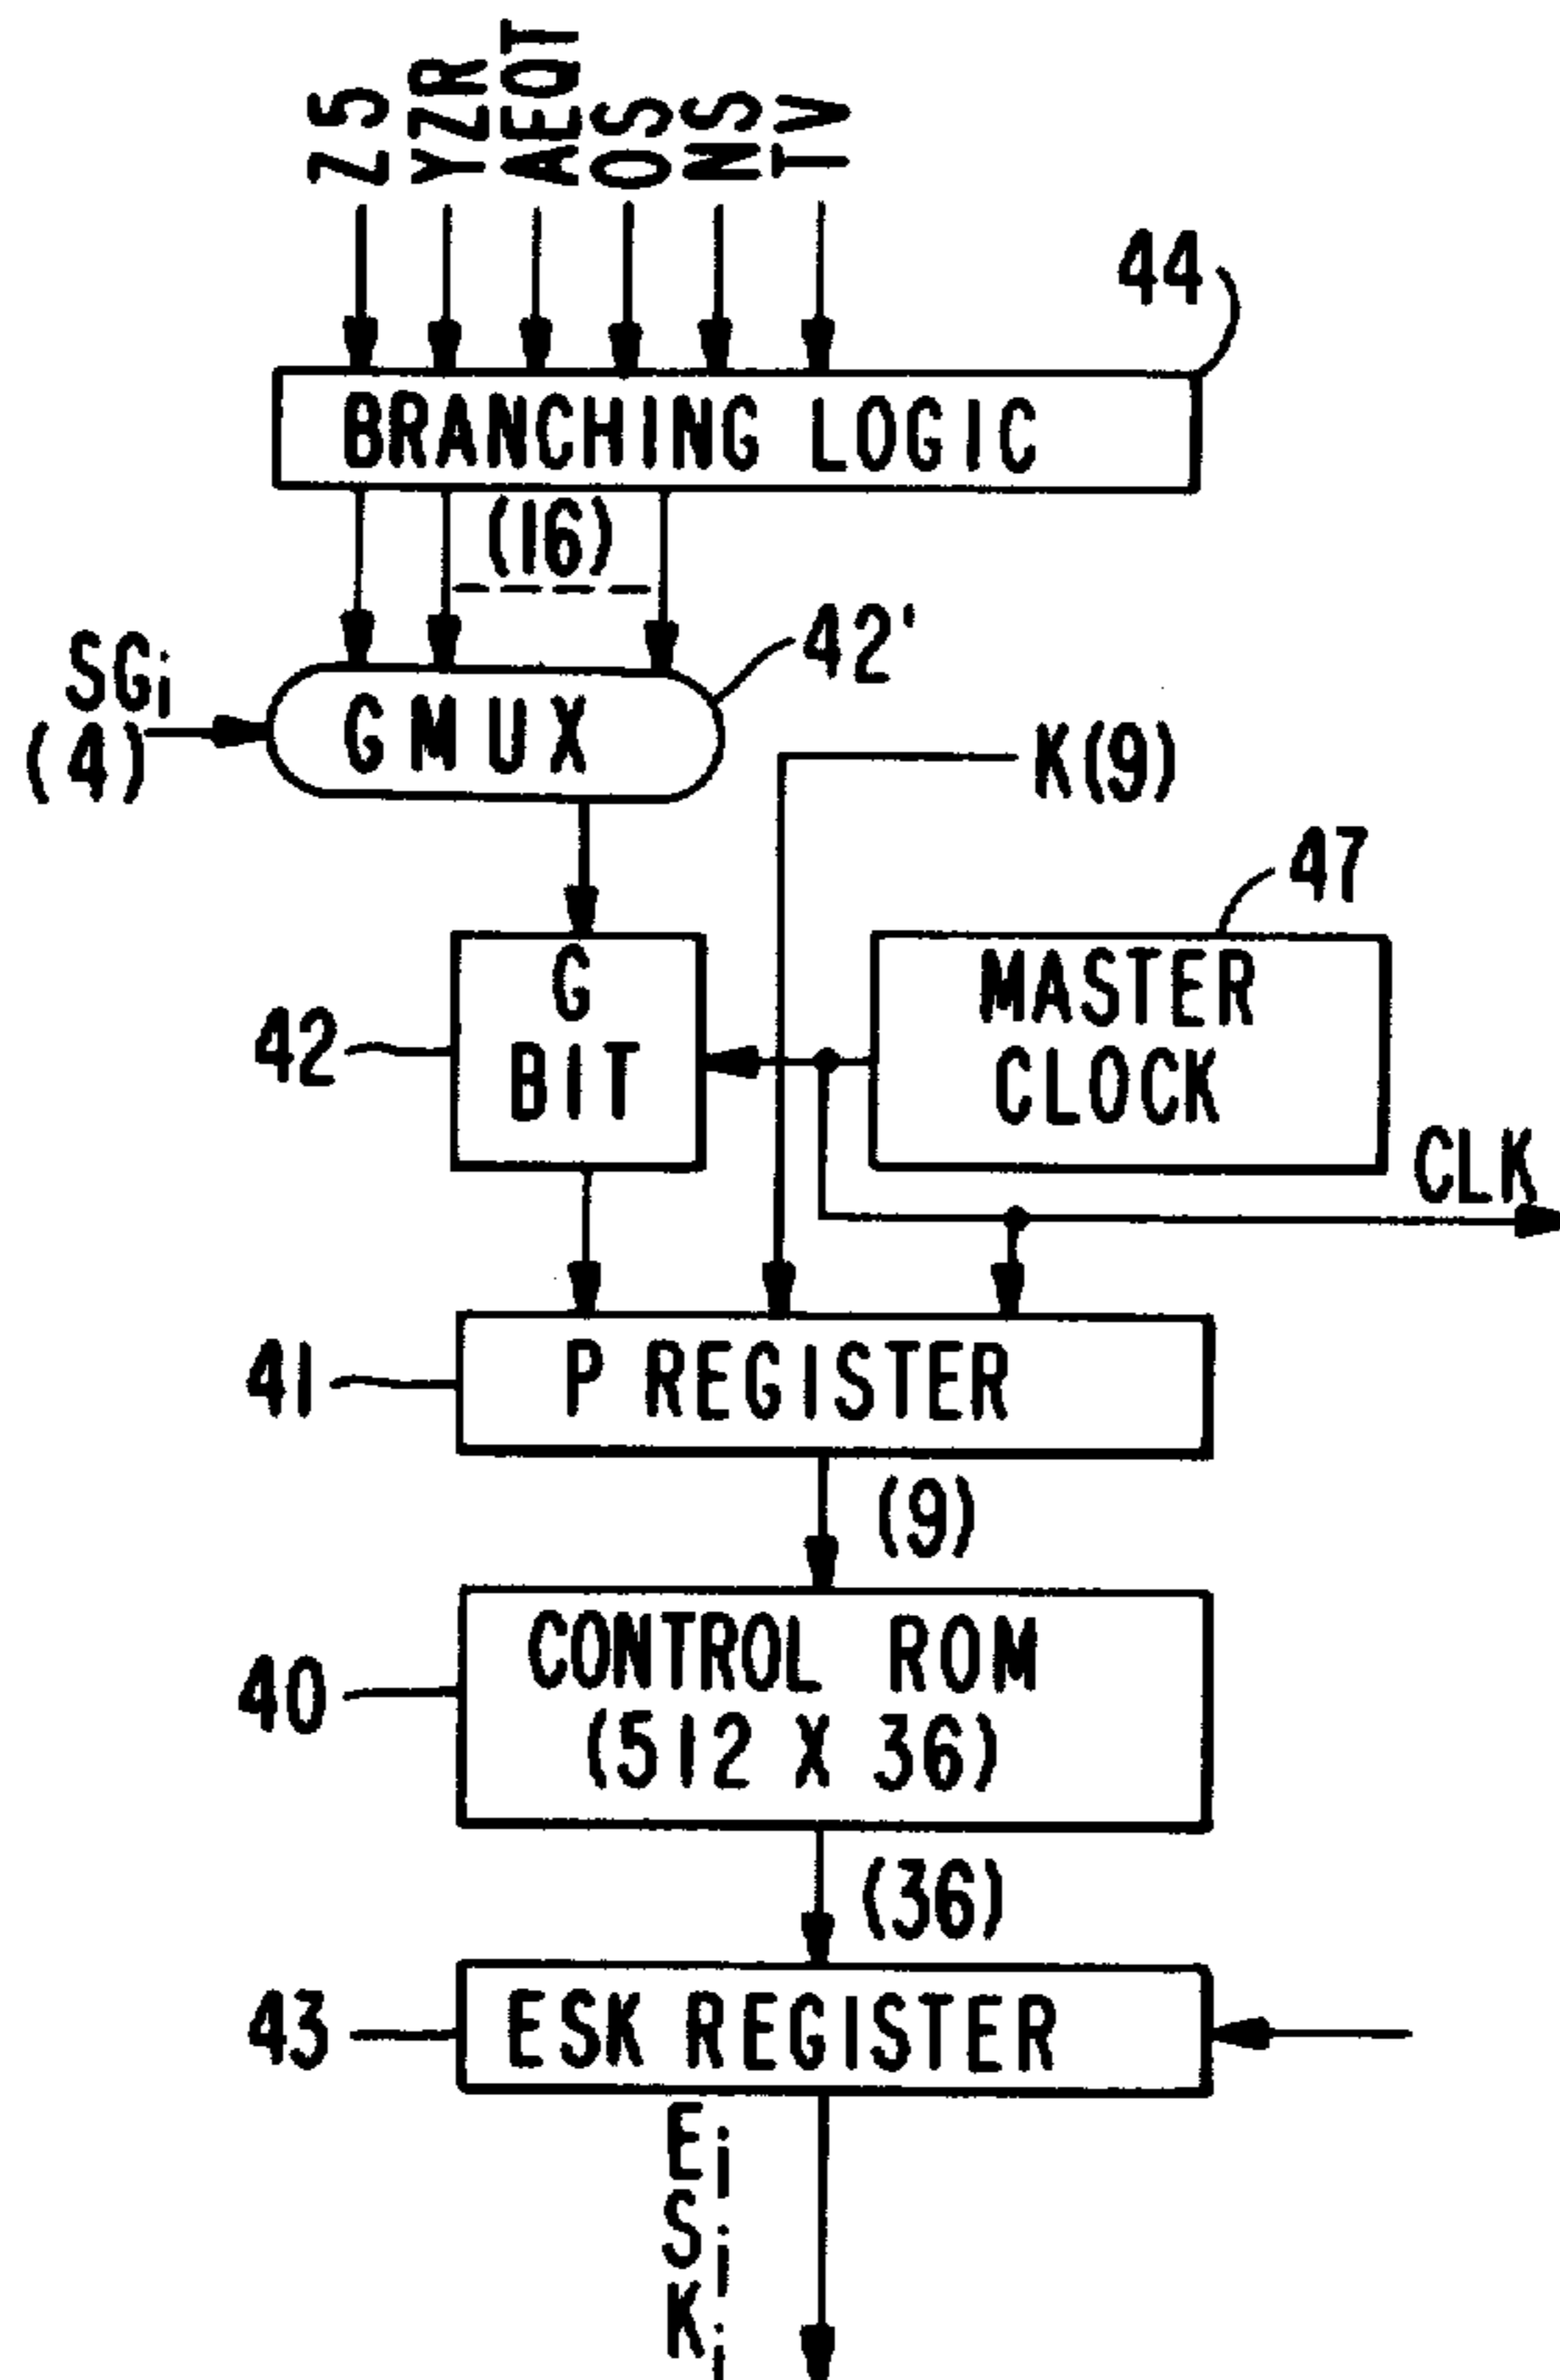 Z5
YZR
AEQT
OS
NS
TV
44
BRANCHING LOGIC
(16)
42'
SGi
(4)
GMUX
K(9)
47
G
BIT
MASTER
CLOCK
42
CLK
41
P REGISTER
(9)
40
CONTROL ROM
(512 X 36)
(36)
43
ESK REGISTER
Ei
Si
Ki